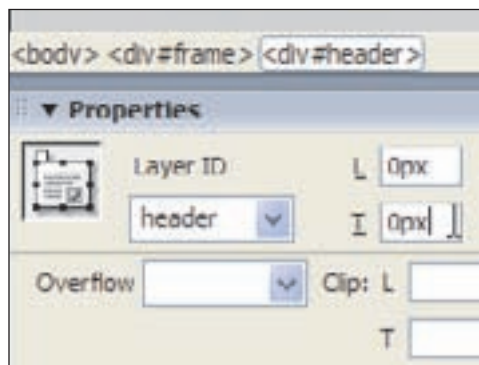 <body> <div#frame> <div#header>
▼ Properties
Layer ID L 0px
header T 0px
Overflow Clip: L
T